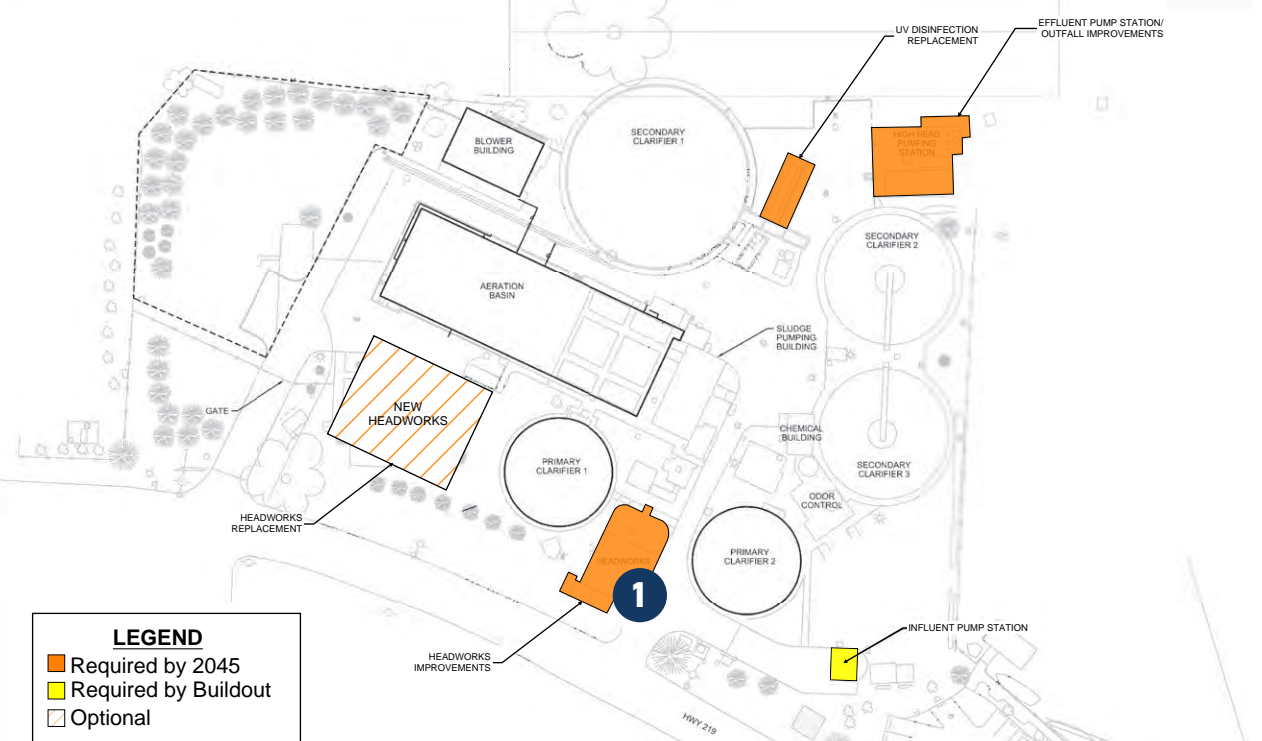 UV DISINFECTION
REPLACEMENT
EFFLUENT PUMP STATION/
OUTFALL IMPROVEMENTS
BLOWER
BUILDING
SECONDARY
CLARIFIER 1
HIGH HEAD
PUMPING
STATION
SECONDARY
CLARIFIER 2
AERATION
BASIN
SLUDGE
PUMPING
BUILDING
GATE
NEW
HEADWORKS
CHEMICAL
BUILDING
PRIMARY
CLARIFIER 1
SECONDARY
CLARIFIER 3
ODOR
CONTROL
HEADWORKS
REPLACEMENT
HEADWORKS
1
PRIMARY
CLARIFIER 2
INFLUENT PUMP STATION
HEADWORKS
IMPROVEMENTS
HWY 219
LEGEND
Required by 2045
Required by Buildout
Optional